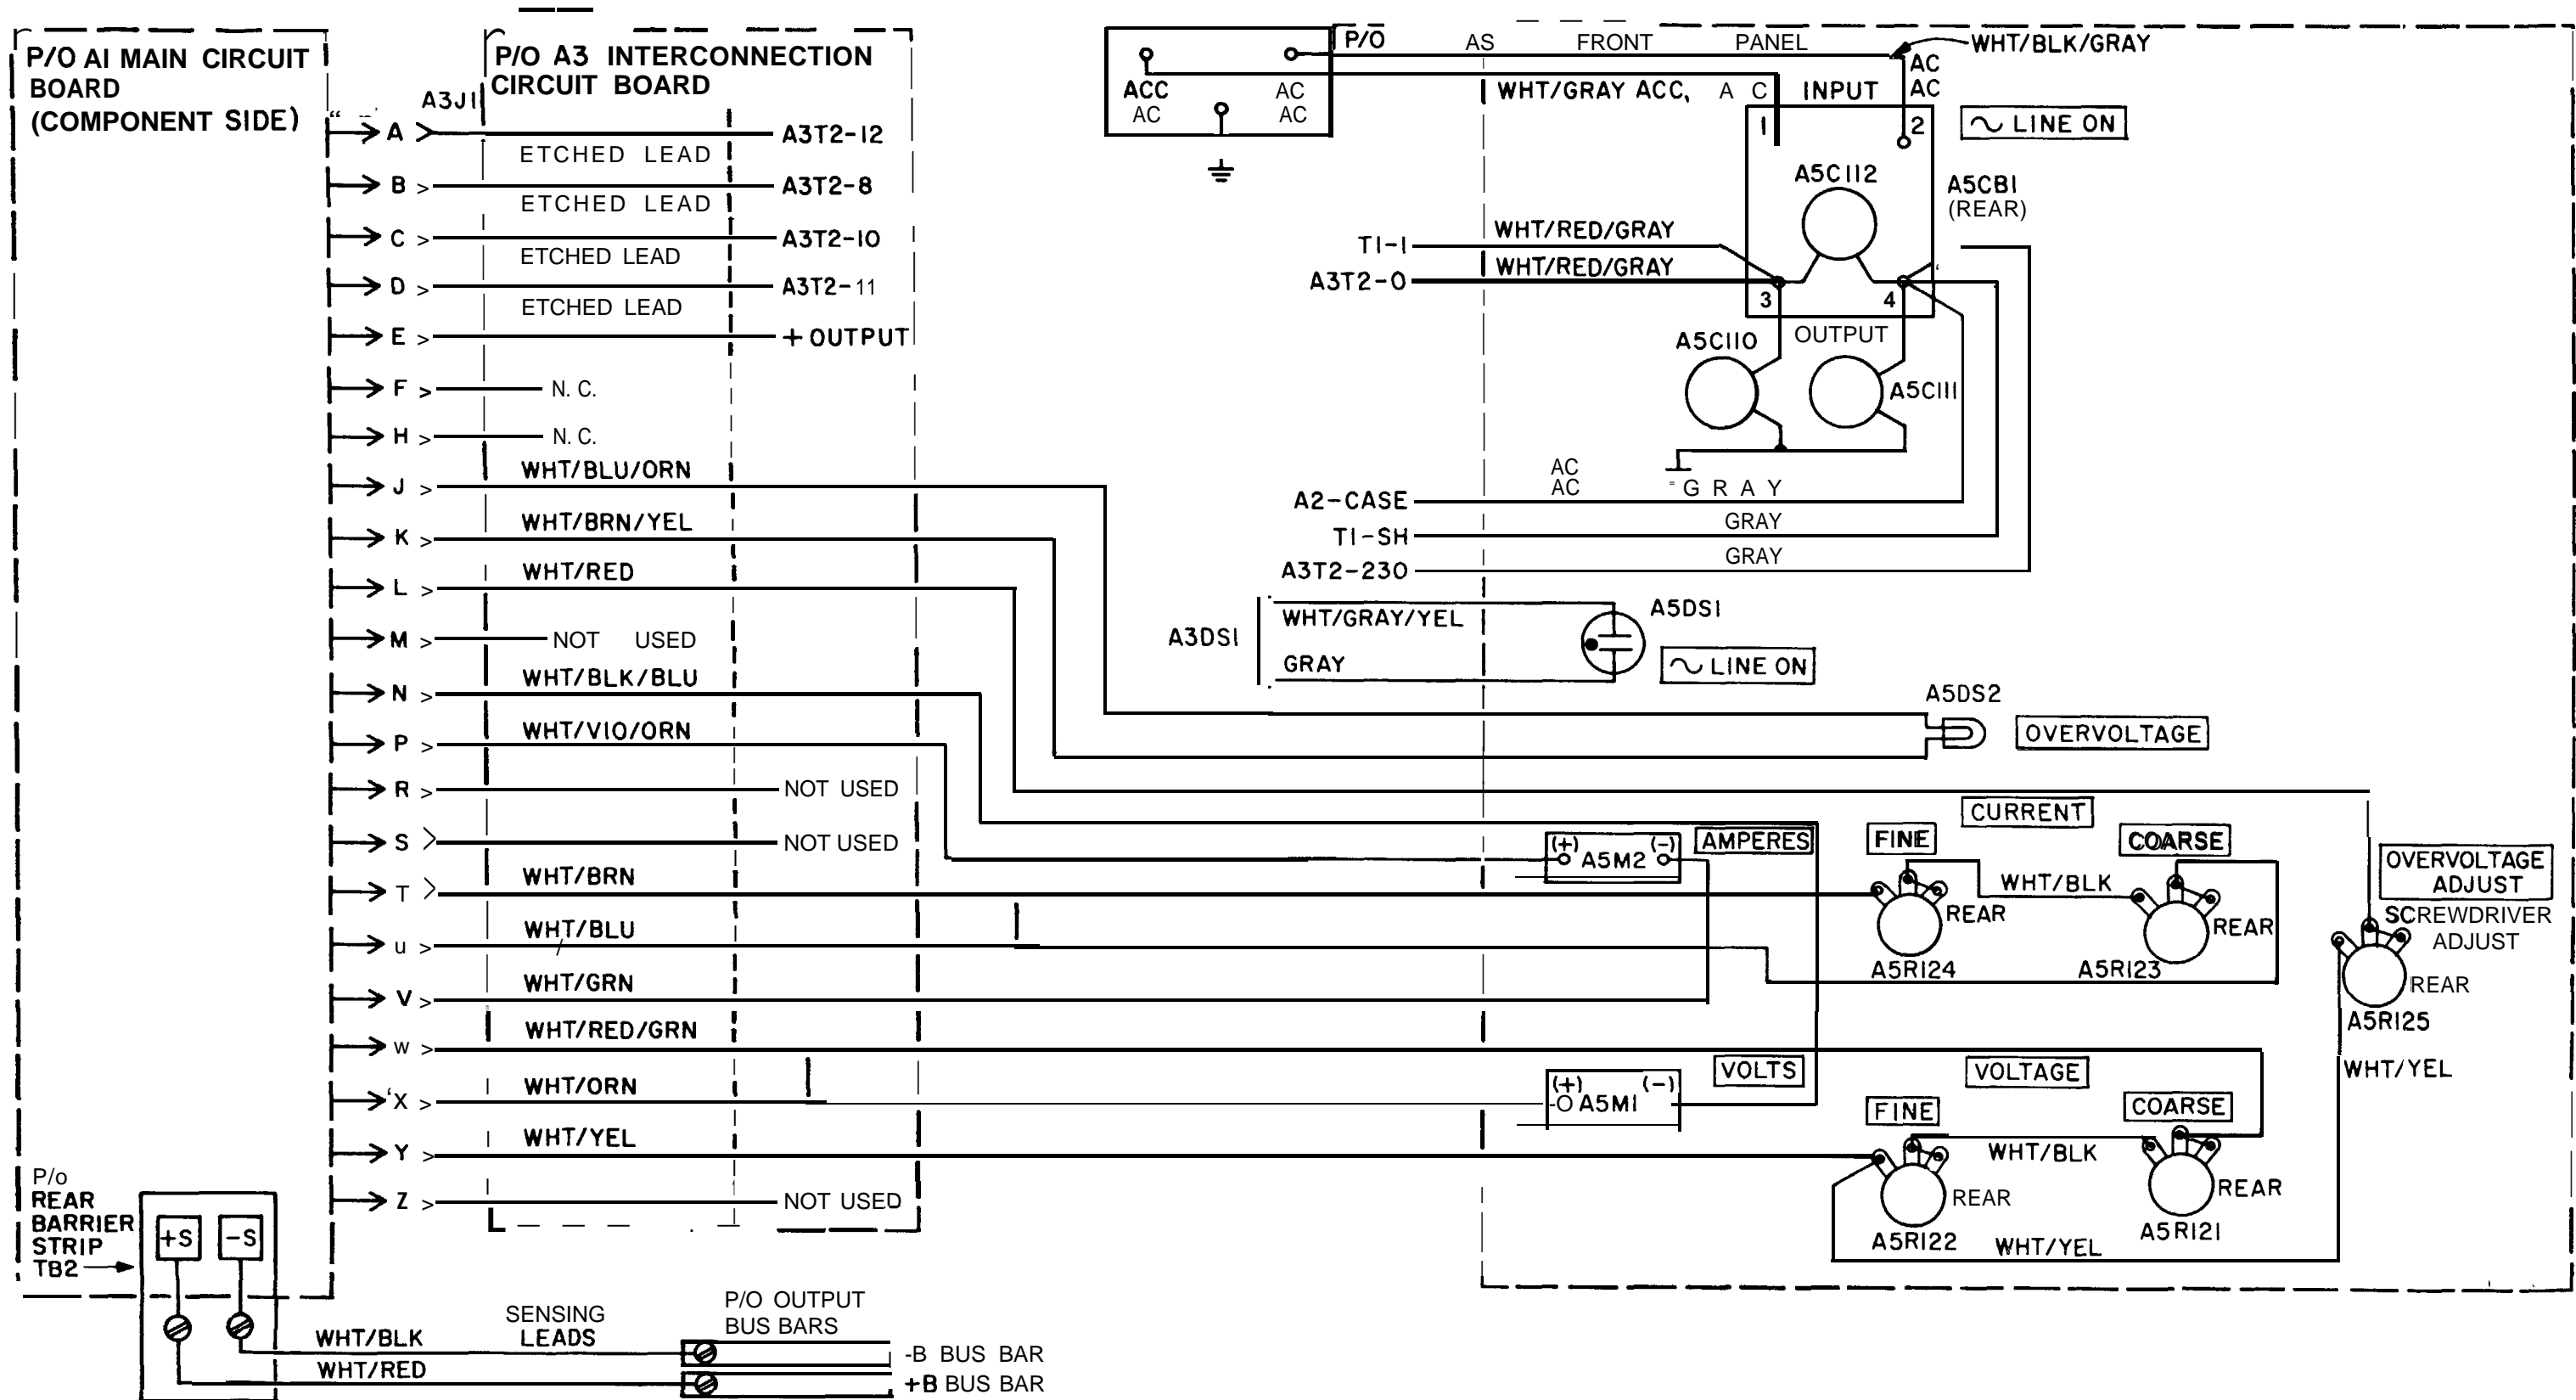 P/O A1 MAIN CIRCUIT
BOARD
(COMPONENT SIDE)
P/O A3 INTERCONNECTION
CIRCUIT BOARD
A3J1
A
ETCHED LEAD
A3T2-12
B
ETCHED LEAD
A3T2-8
C
ETCHED LEAD
A3T2-10
D
ETCHED LEAD
A3T2-11
E
+ OUTPUT
F
N. C.
H
N. C.
J
WHT/BLU/ORN
K
WHT/BRN/YEL
L
WHT/RED
M
NOT USED
N
WHT/BLK/BLU
P
WHT/VIO/ORN
R
NOT USED
S
NOT USED
T
WHT/BRN
u
WHT/BLU
V
WHT/GRN
w
WHT/RED/GRN
X
WHT/ORN
Y
WHT/YEL
Z
NOT USED
P/o
REAR
BARRIER
STRIP
TB2
+S
-S
WHT/BLK
WHT/RED
SENSING
LEADS
P/O OUTPUT
BUS BARS
-B BUS BAR
+B BUS BAR
ACC
AC
AC
AC
P/O AS FRONT PANEL
WHT/BLK/GRAY
AC
AC
WHT/GRAY ACC, A C
INPUT
1
2
~ LINE ON
A5C112
A5CB1
(REAR)
T1-1
WHT/RED/GRAY
A3T2-0
WHT/RED/GRAY
3
4
OUTPUT
A5C110
A5C111
AC
AC
A2-CASE
GRAY
T1-SH
GRAY
A3T2-230
GRAY
A3DS1
WHT/GRAY/YEL
GRAY
A5DS1
~ LINE ON
A5DS2
OVERVOLTAGE
(+)
A5M2
(-)
AMPERES
CURRENT
FINE
COARSE
WHT/BLK
REAR
REAR
A5R124
A5R123
OVERVOLTAGE
ADJUST
SCREWDRIVER
ADJUST
REAR
A5R125
WHT/YEL
(+)
(-)
-O A5M1
VOLTS
VOLTAGE
FINE
COARSE
WHT/BLK
REAR
REAR
A5R122
A5R121
WHT/YEL